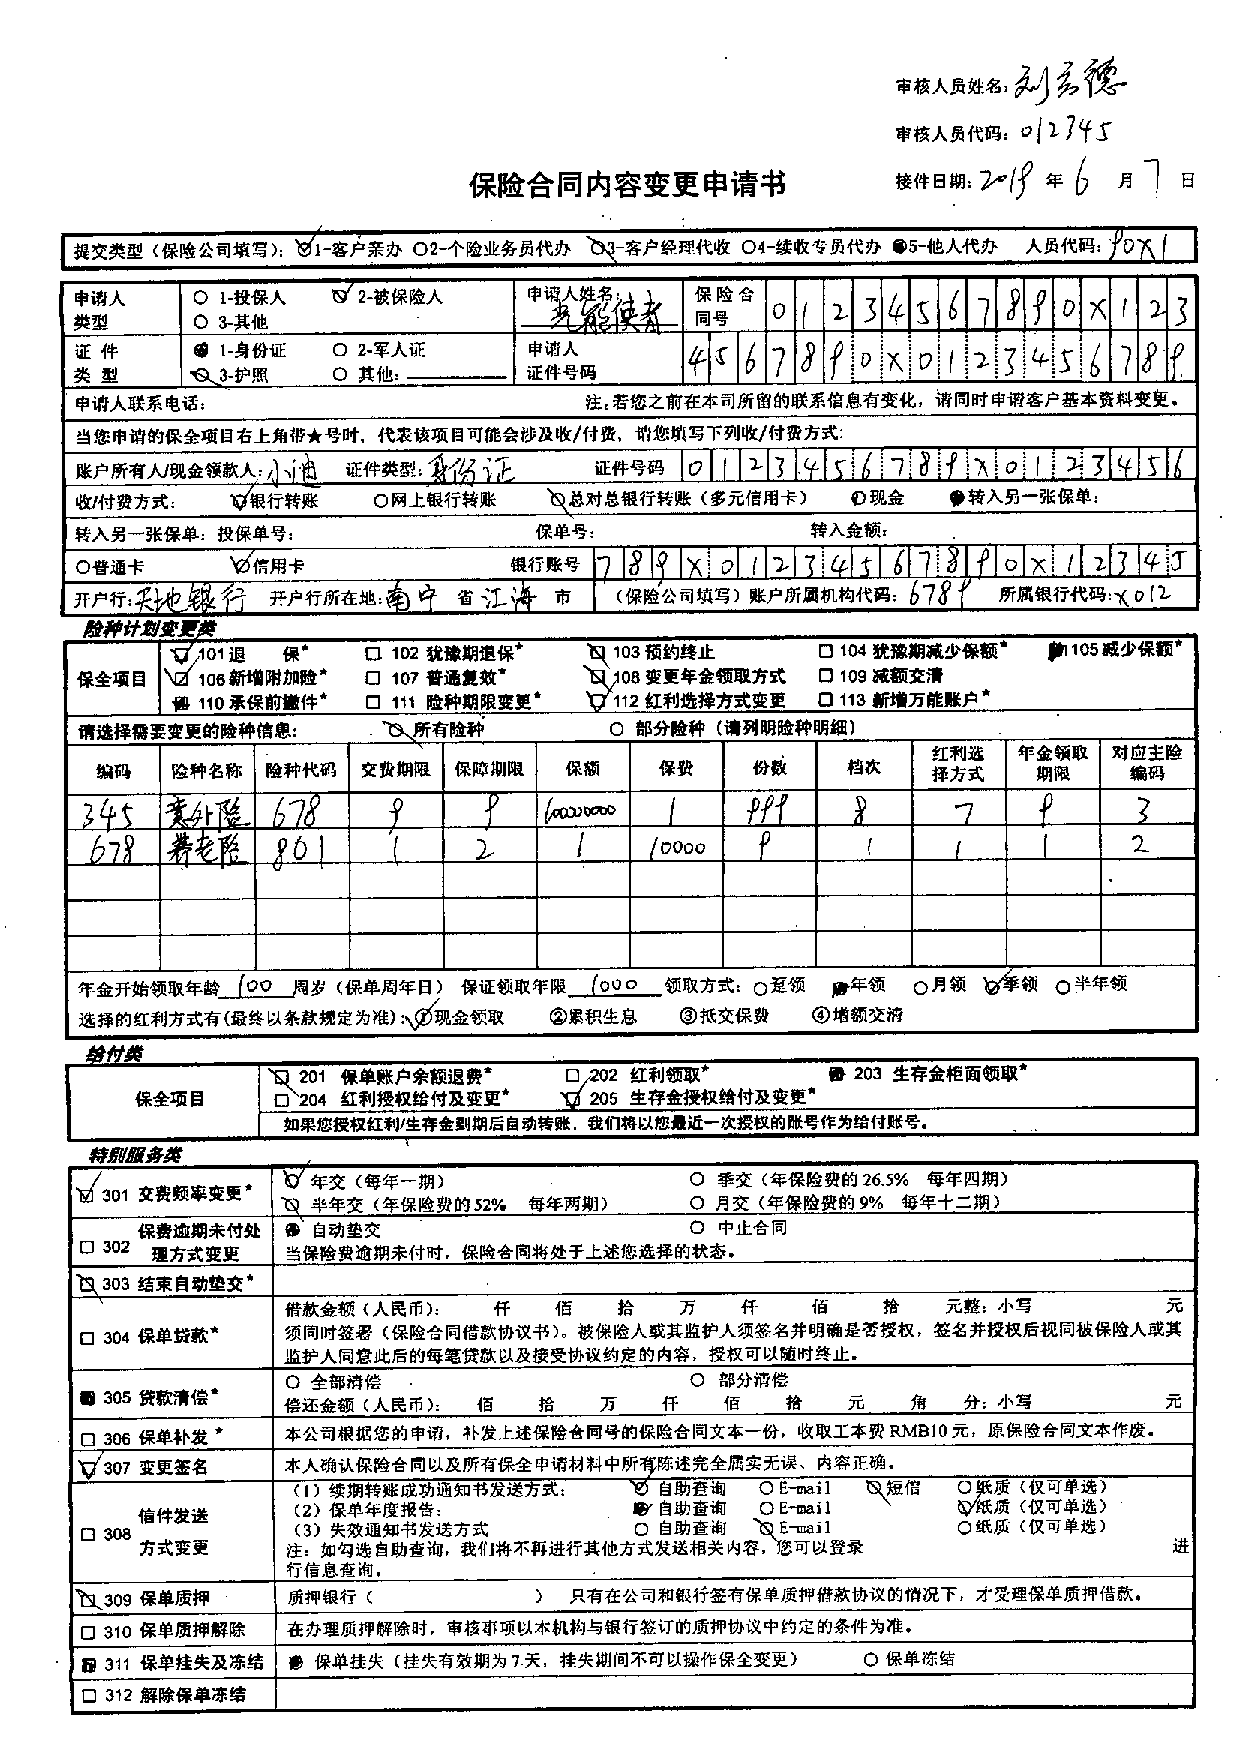 审核人员姓名：刘玄德
审核人员代码：012345
保险合同内容变更申请书
接件日期：2019年6月7日
提交类型（保险公司填写）：1-客户亲办 ○2-个险业务员代办 3-客户经理代收 ○4-续收专员代办 5-他人代办 人员代码：90X1
申请人类型 ○ 1-投保人 2-被保险人 ○ 3-其他 申请人姓名：光能使者 保险合同号 01234567890X123
证件类型 1-身份证 ○ 2-军人证 3-护照 ○ 其他： 申请人证件号码 4567890X0123456789
申请人联系电话： 注：若您之前在本司所留的联系信息有变化，请同时申请客户基本资料变更。
当您申请的保全项目右上角带★号时，代表该项目可能会涉及收/付费，请您填写下列收/付费方式：
账户所有人/现金领款人：小迪 证件类型：身份证 证件号码 0123456789X0123456
收/付费方式： 银行转账 ○网上银行转账 总对总银行转账（多元信用卡） 现金 转入另一张保单：
转入另一张保单：投保单号： 保单号： 转入金额：
○普通卡 信用卡 银行账号 789X01234567890X12345
开户行：天地银行 开户行所在地：南中 省 江海 市 （保险公司填写）账户所属机构代码：6789 所属银行代码：X012
险种计划变更类
保全项目
101 退 保* □ 102 犹豫期退保* 103 预约终止 □ 104 犹豫期减少保额* 105 减少保额*
106 新增附加险* □ 107 普通复效* 108 变更年金领取方式 □ 109 减额交清
110 承保前撤件* □ 111 险种期限变更* 112 红利选择方式变更 □ 113 新增万能账户*
请选择需要变更的险种信息： 所有险种 ○ 部分险种（请列明险种明细）
编码 险种名称 险种代码 交费期限 保障期限 保额 保费 份数 档次 红利选择方式 年金领取期限 对应主险编码
345 意外险 678 9 9 100000000 1 999 8 7 9 3
678 养老险 801 1 2 1 10000 9 1 1 1 2
年金开始领取年龄 100 周岁（保单周年日） 保证领取年限 1000 领取方式：○趸领 年领 ○月领 季领 ○半年领
选择的红利方式有（最终以条款规定为准）：①现金领取 ②累积生息 ③抵交保费 ④增额交清
给付类
保全项目
201 保单账户余额退费* □ 202 红利领取* 203 生存金柜面领取*
□ 204 红利授权给付及变更* 205 生存金授权给付及变更*
如果您授权红利/生存金到期后自动转账，我们将以您最近一次授权的账号作为给付账号。
特别服务类
301 交费频率变更* 年交（每年一期） ○ 季交（年保险费的26.5% 每年四期）
半年交（年保险费的52% 每年两期） ○ 月交（年保险费的9% 每年十二期）
□ 302 保费逾期未付处理方式变更 自动垫交 ○ 中止合同
当保险费逾期未付时，保险合同将处于上述您选择的状态。
303 结束自动垫交*
□ 304 保单贷款* 借款金额（人民币）： 仟 佰 拾 万 仟 佰 拾 元整：小写 元
须同时签署（保险合同借款协议书）。被保险人或其监护人须签名并明确是否授权，签名并授权后视同被保险人或其
监护人同意此后的每笔贷款以及接受协议约定的内容，授权可以随时终止。
305 贷款清偿* ○ 全部清偿 ○ 部分清偿
偿还金额（人民币）： 佰 拾 万 仟 佰 拾 元 角 分：小写 元
□ 306 保单补发* 本公司根据您的申请，补发上述保险合同号的保险合同文本一份，收取工本费RMB10元，原保险合同文本作废。
307 变更签名 本人确认保险合同以及所有保全申请材料中所有陈述完全属实无误、内容正确。
□ 308 信件发送方式变更
（1）续期转账成功通知书发送方式： 自助查询 ○E-mail 短信 ○纸质（仅可单选）
（2）保单年度报告： 自助查询 ○E-mail 纸质（仅可单选）
（3）失效通知书发送方式 ○ 自助查询 E-mail ○纸质（仅可单选）
注：如勾选自助查询，我们将不再进行其他方式发送相关内容，您可以登录 进
行信息查询。
309 保单质押 质押银行（ ） 只有在公司和银行签有保单质押借款协议的情况下，才受理保单质押借款。
□ 310 保单质押解除 在办理质押解除时，审核事项以本机构与银行签订的质押协议中约定的条件为准。
311 保单挂失及冻结 保单挂失（挂失有效期为7天，挂失期间不可以操作保全变更） ○ 保单冻结
□ 312 解除保单冻结